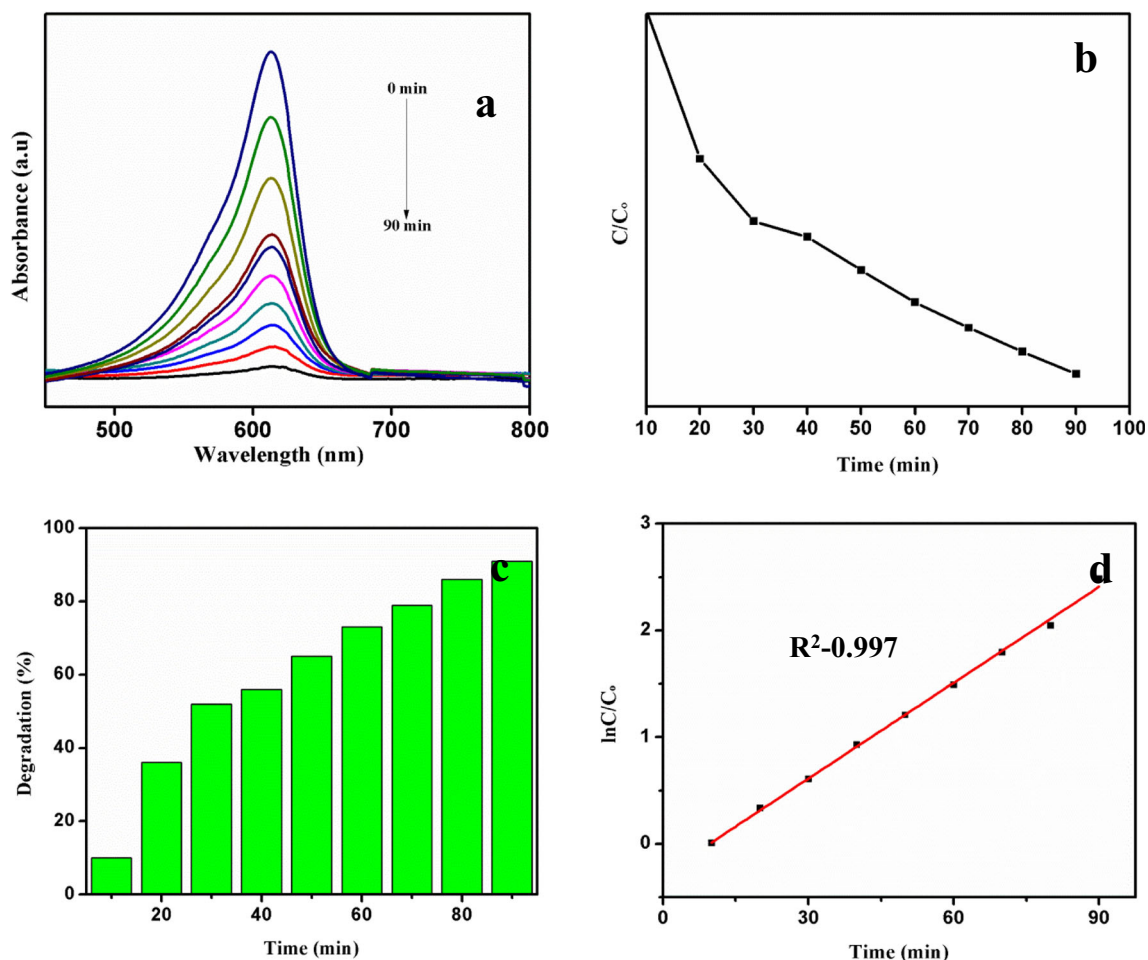 a
0 min
90 min
Absorbance (a.u)
500 600 700 800
Wavelength (nm)
b
C/C₀
10 20 30 40 50 60 70 80 90 100
Time (min)
c
Degradation (%)
100
80
60
40
20
0
20 40 60 80
Time (min)
d
R²-0.997
lnC/C₀
3
2
1
0
0 30 60 90
Time (min)